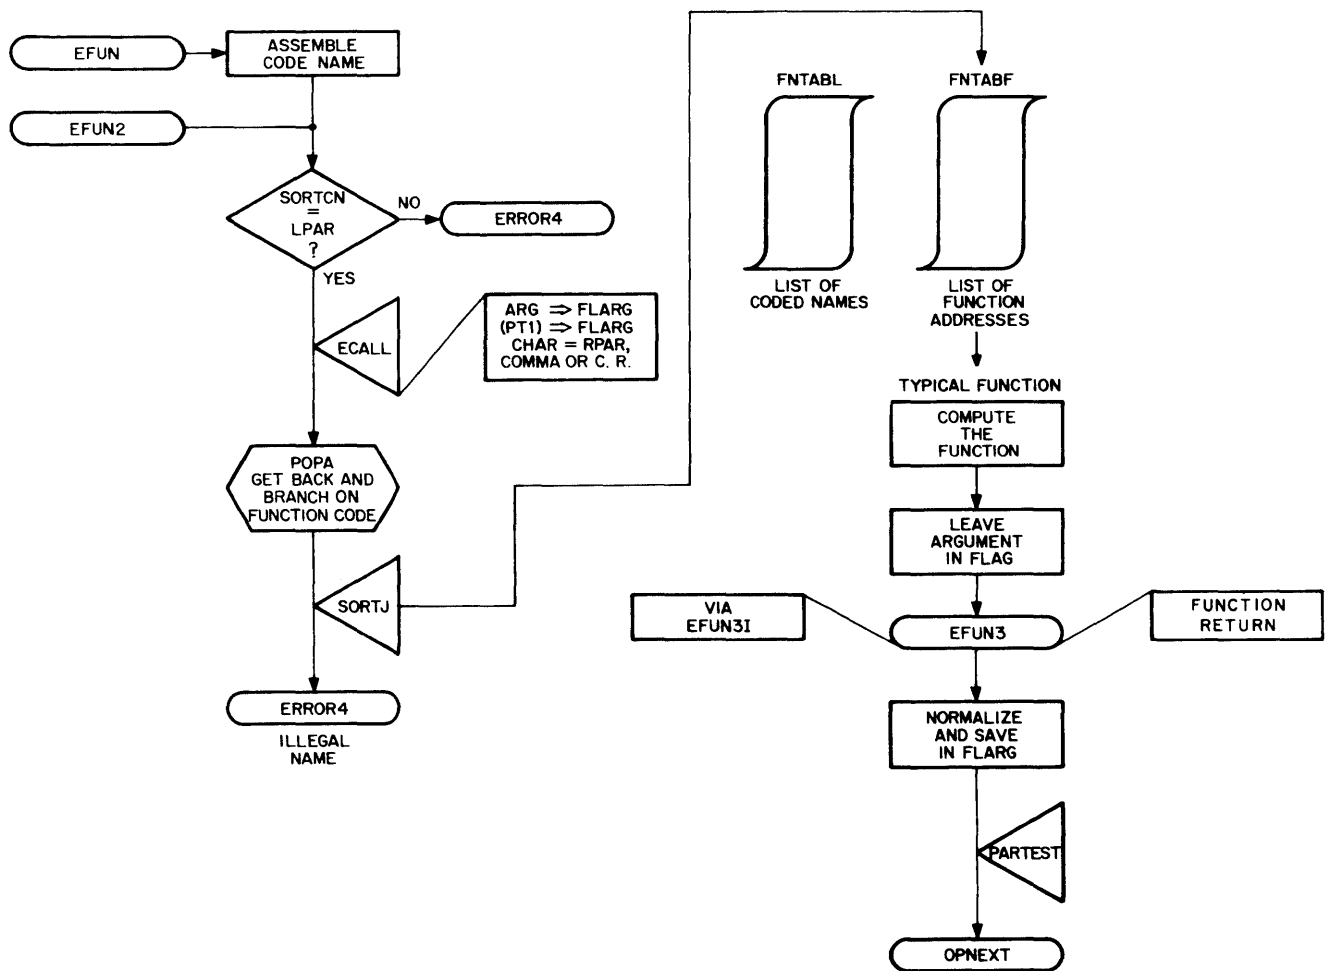 EFUN
ASSEMBLE
CODE NAME
EFUN2
SORTCN
=
LPAR
?
NO
ERROR4
YES
ECALL
ARG ⇒ FLARG
(PT1) ⇒ FLARG
CHAR = RPAR,
COMMA OR C. R.
POPA
GET BACK AND
BRANCH ON
FUNCTION CODE
SORTJ
ERROR4
ILLEGAL
NAME
FNTABL
LIST OF
CODED NAMES
FNTABF
LIST OF
FUNCTION
ADDRESSES
TYPICAL FUNCTION
COMPUTE
THE
FUNCTION
LEAVE
ARGUMENT
IN FLAG
VIA
EFUN3I
EFUN3
FUNCTION
RETURN
NORMALIZE
AND SAVE
IN FLARG
PARTEST
OPNEXT